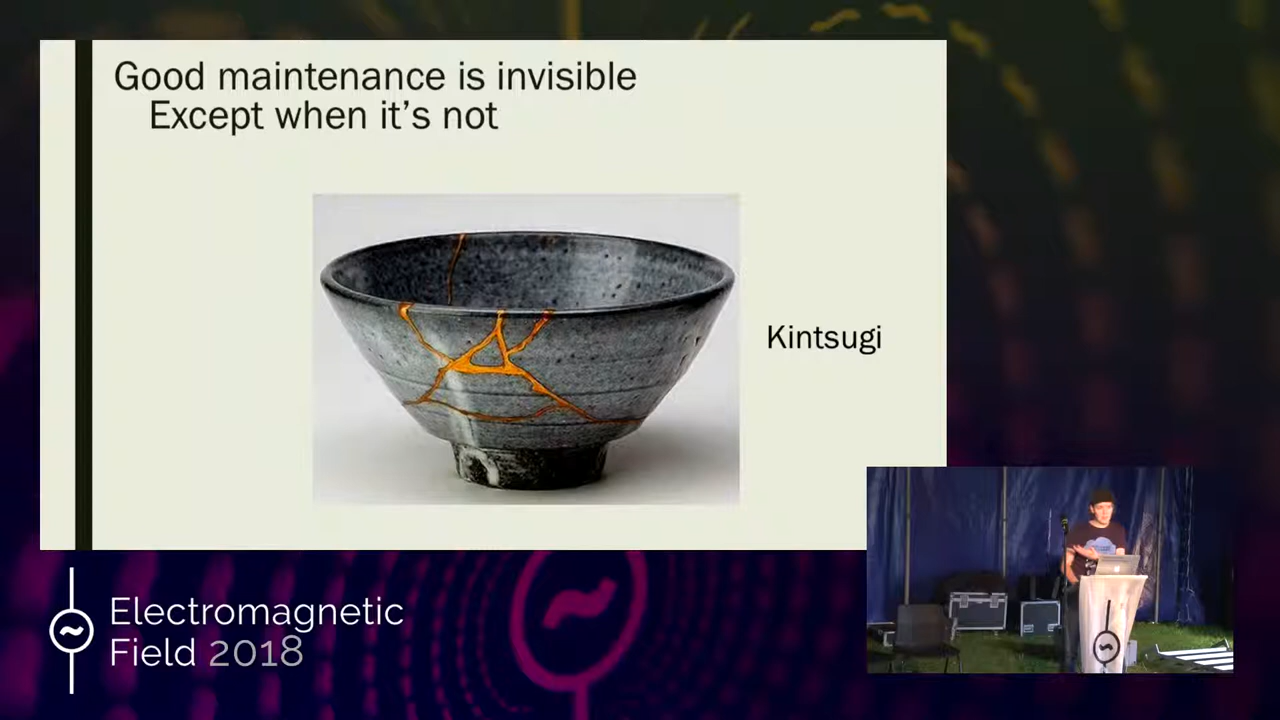 Good maintenance is invisible
Except when it's not
Kintsugi
Electromagnetic
Field 2018